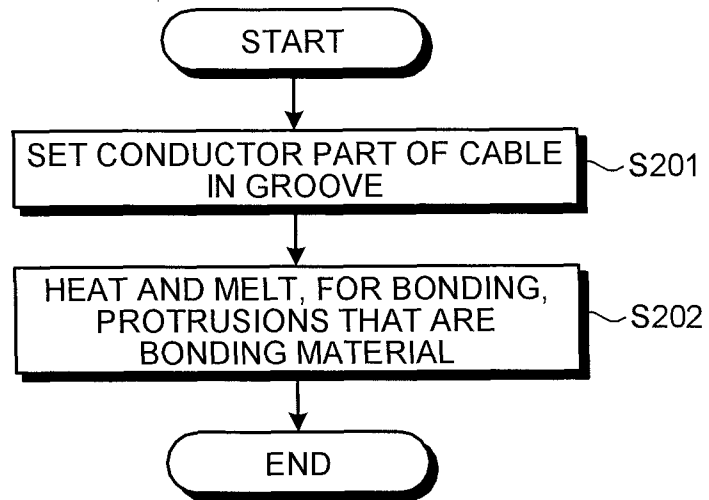 START
SET CONDUCTOR PART OF CABLE
IN GROOVE
S201
HEAT AND MELT, FOR BONDING,
PROTRUSIONS THAT ARE
BONDING MATERIAL
S202
END